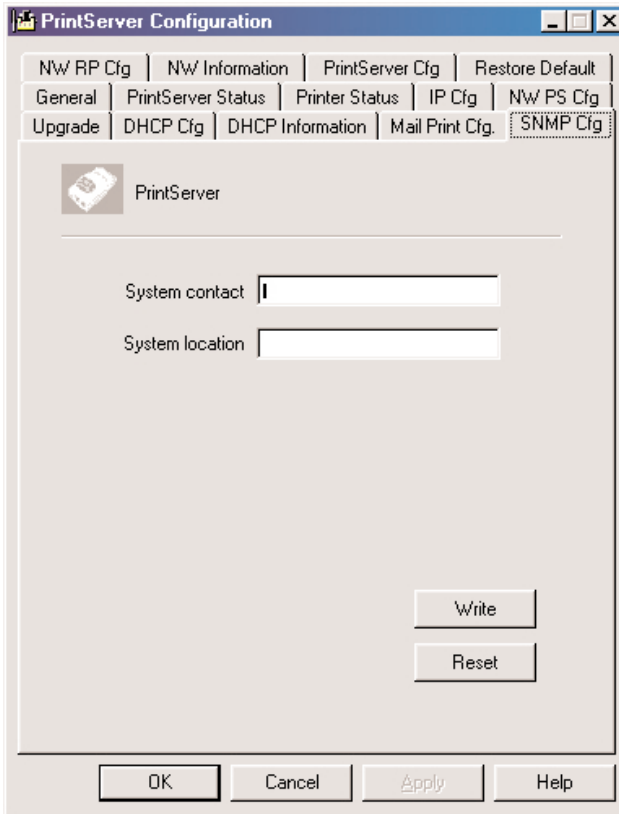 PrintServer Configuration
NW RP Cfg NW Information PrintServer Cfg Restore Default
General PrintServer Status Printer Status IP Cfg NW PS Cfg
Upgrade DHCP Cfg DHCP Information Mail Print Cfg. SNMP Cfg
PrintServer
System contact
System location
Write
Reset
OK Cancel Apply Help